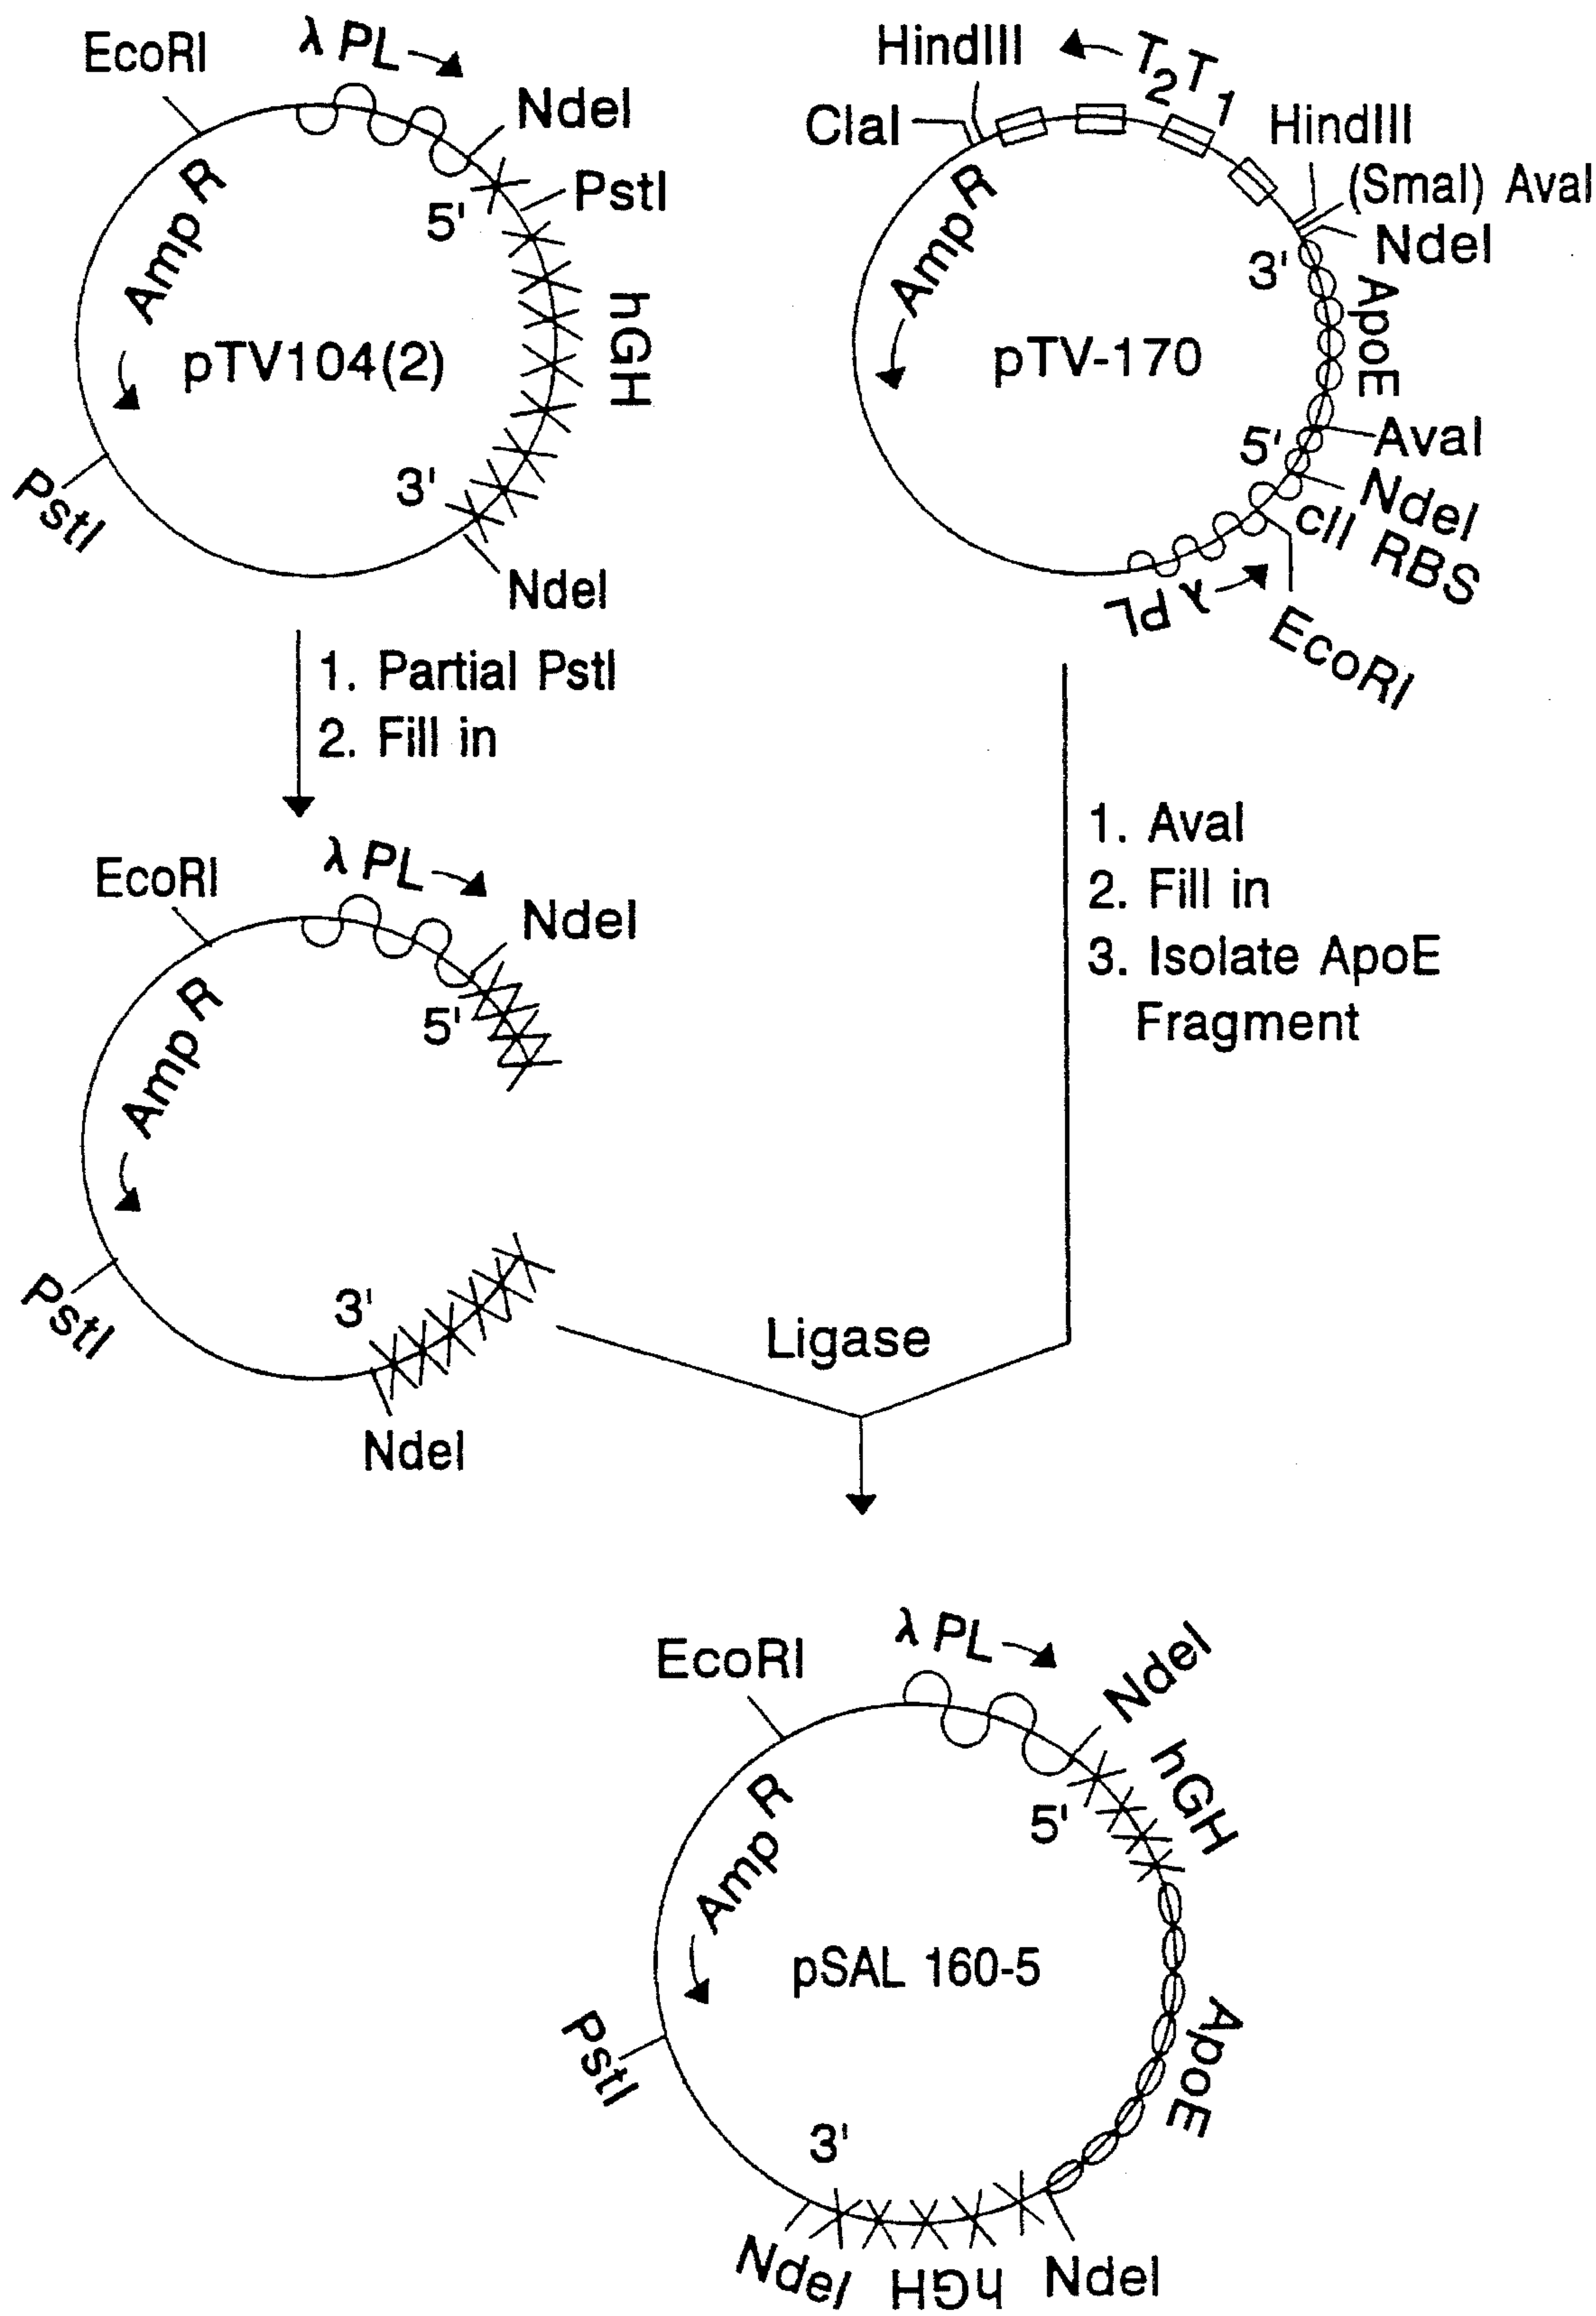 EcoRI
λ PL
NdeI
PstI
5'
Amp R
hGH
pTV104(2)
3'
PstI
NdeI
HindIII
T2T1
ClaI
HindIII
(SmaI) AvaI
NdeI
3'
Amp R
ApoE
pTV-170
5'
AvaI
NdeI
cII RBS
λ PL
EcoRI
1. Partial PstI
2. Fill in
1. AvaI
2. Fill in
3. Isolate ApoE
Fragment
EcoRI
λ PL
NdeI
5'
Amp R
PstI
3'
NdeI
Ligase
EcoRI
λ PL
NdeI
hGH
5'
Amp R
pSAL 160-5
ApoE
PstI
3'
NdeI
hGH
NdeI